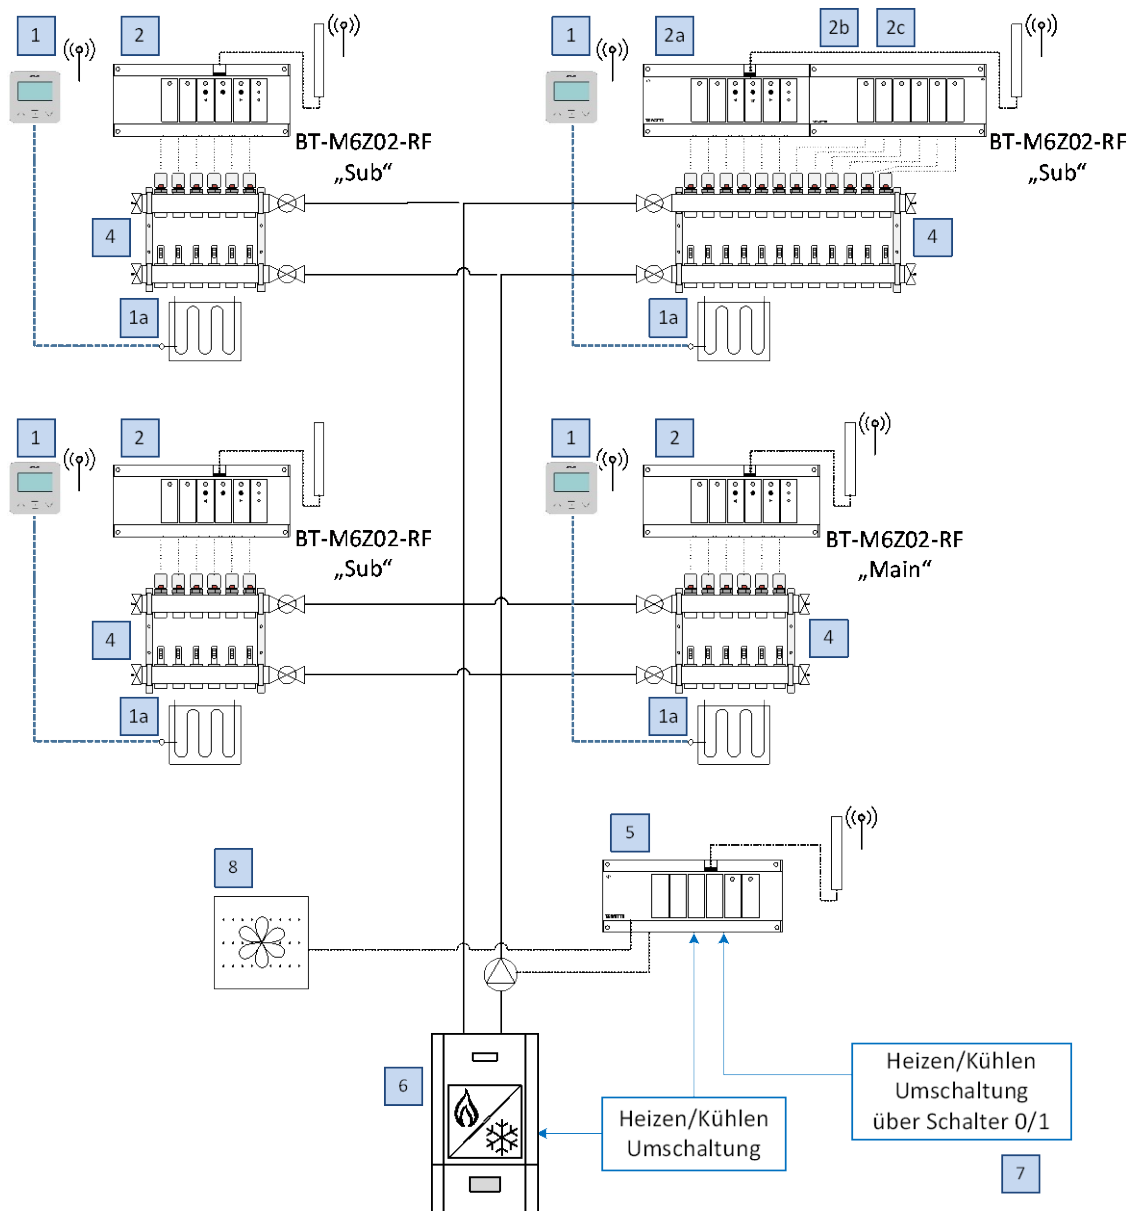 1
2
1
2a
2b
2c
BT-M6Z02-RF
„Sub“
BT-M6Z02-RF
„Sub“
4
4
1a
1a
1
2
1
2
BT-M6Z02-RF
„Sub“
BT-M6Z02-RF
„Main“
4
4
1a
1a
5
8
6
Heizen/Kühlen
Umschaltung
Heizen/Kühlen
Umschaltung
über Schalter 0/1
7